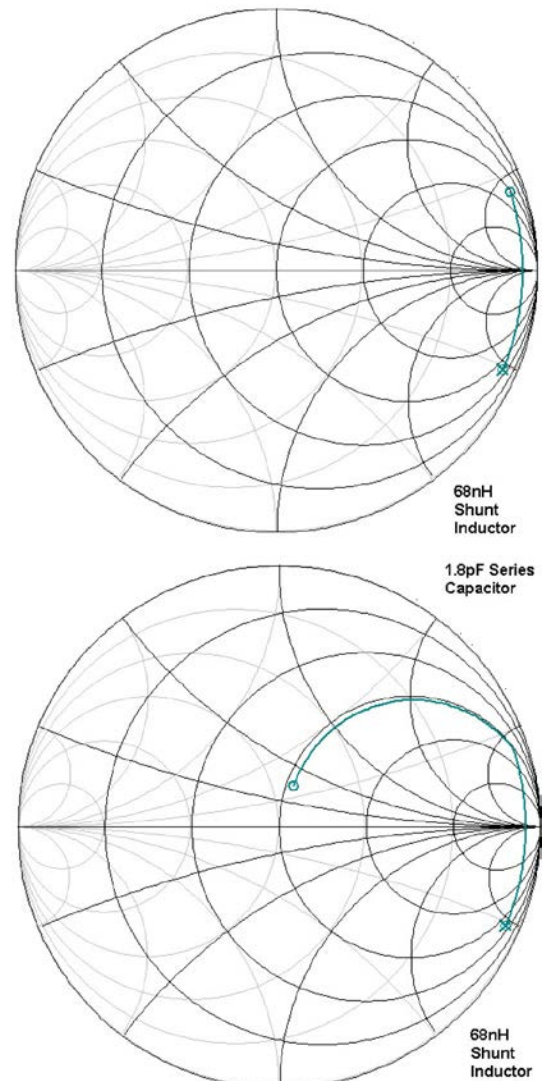 68nH
Shunt
Inductor
1.8pF Series
Capacitor
68nH
Shunt
Inductor